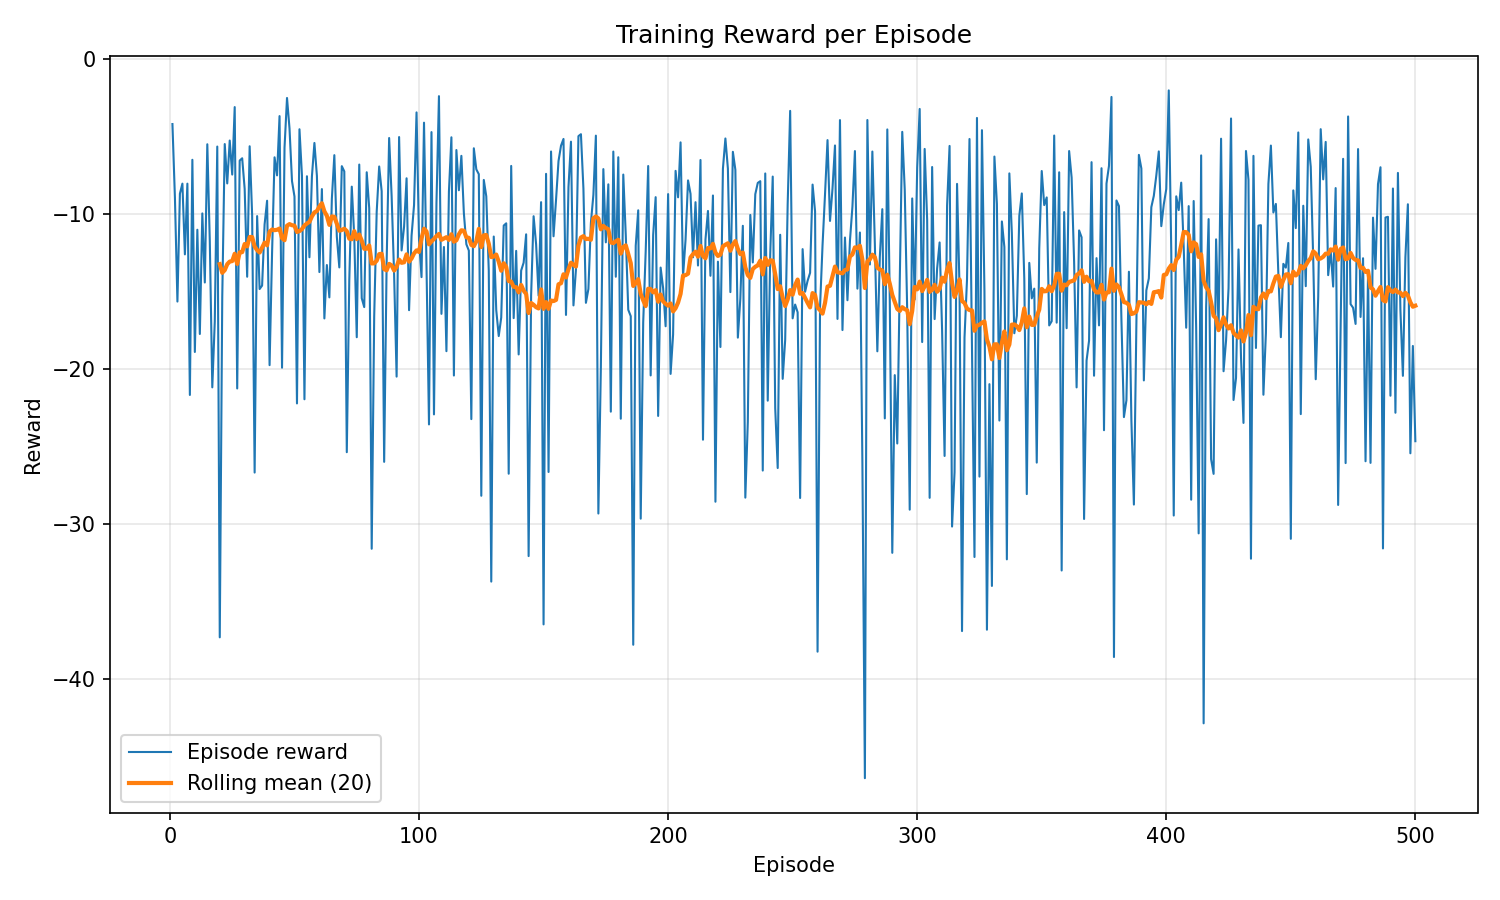 Training Reward per Episode
0
−10
−20
−30
−40
Reward
Episode reward
Rolling mean (20)
0
100
200
300
400
500
Episode